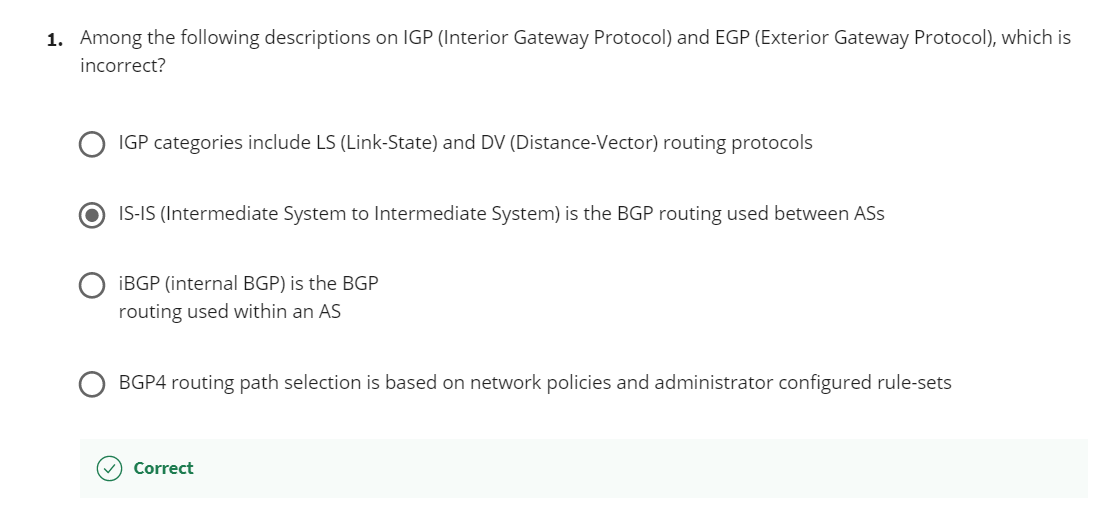 1. Among the following descriptions on IGP (Interior Gateway Protocol) and EGP (Exterior Gateway Protocol), which is
incorrect?
IGP categories include LS (Link-State) and DV (Distance-Vector) routing protocols
IS-IS (Intermediate System to Intermediate System) is the BGP routing used between ASs
iBGP (internal BGP) is the BGP
routing used within an AS
BGP4 routing path selection is based on network policies and administrator configured rule-sets
Correct